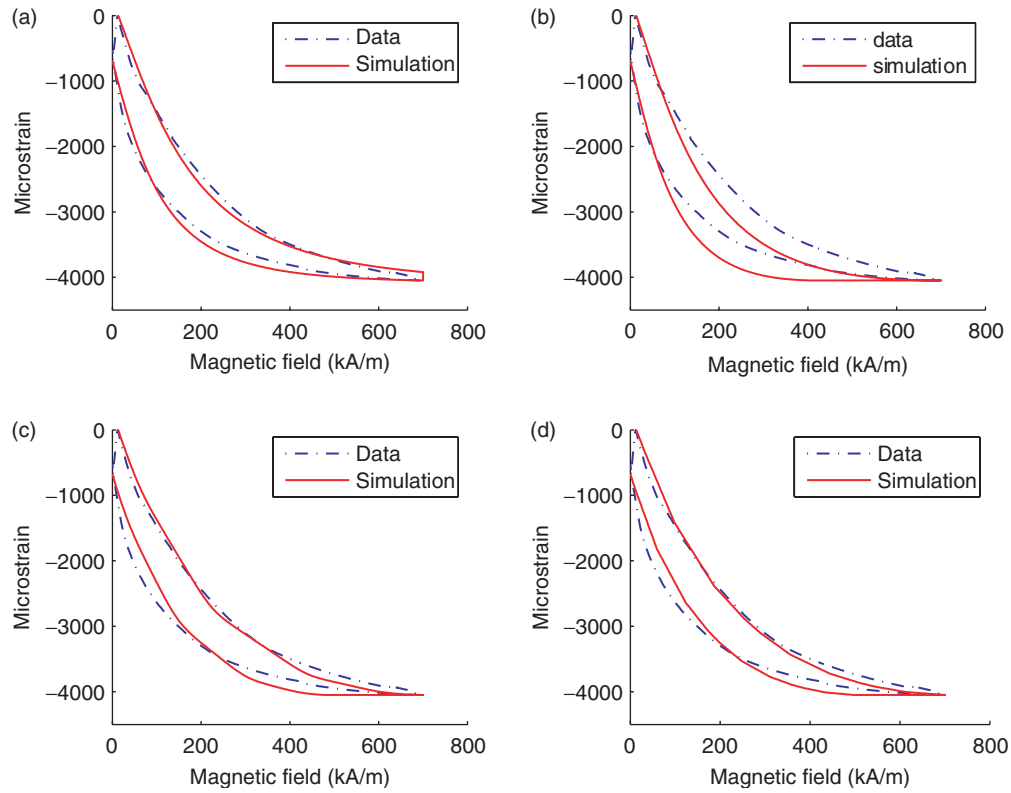 (a)
0
−1000
−2000
−3000
−4000
Microstrain
Data
Simulation
0 200 400 600 800
Magnetic field (kA/m)
(b)
0
−1000
−2000
−3000
−4000
Microstrain
data
simulation
0 200 400 600 800
Magnetic field (kA/m)
(c)
0
−1000
−2000
−3000
−4000
Microstrain
Data
Simulation
0 200 400 600 800
Magnetic field (kA/m)
(d)
0
−1000
−2000
−3000
−4000
Microstrain
Data
Simulation
0 200 400 600 800
Magnetic field (kA/m)